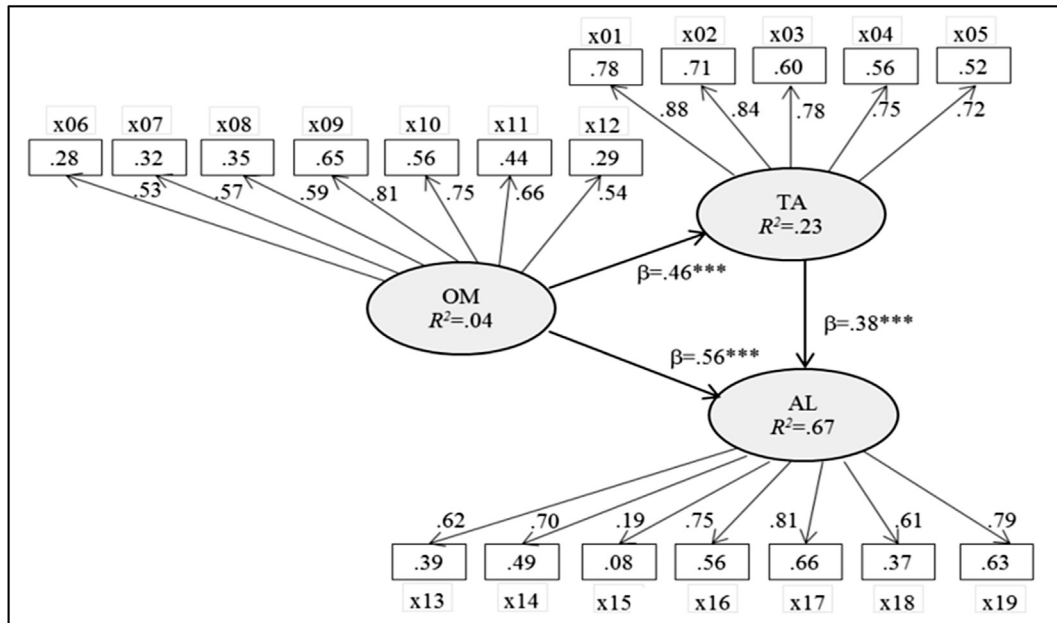 x01 x02 x03 x04 x05
.78 .71 .60 .56 .52
.88 .84 .78 .75 .72
x06 x07 x08 x09 x10 x11 x12
.28 .32 .35 .65 .56 .44 .29
.53 .57 .59 .81 .75 .66 .54
TA
R²=.23
β=.46***
OM
R²=.04
β=.38***
β=.56***
AL
R²=.67
.62 .70 .19 .75 .81 .61 .79
.39 .49 .08 .56 .66 .37 .63
x13 x14 x15 x16 x17 x18 x19